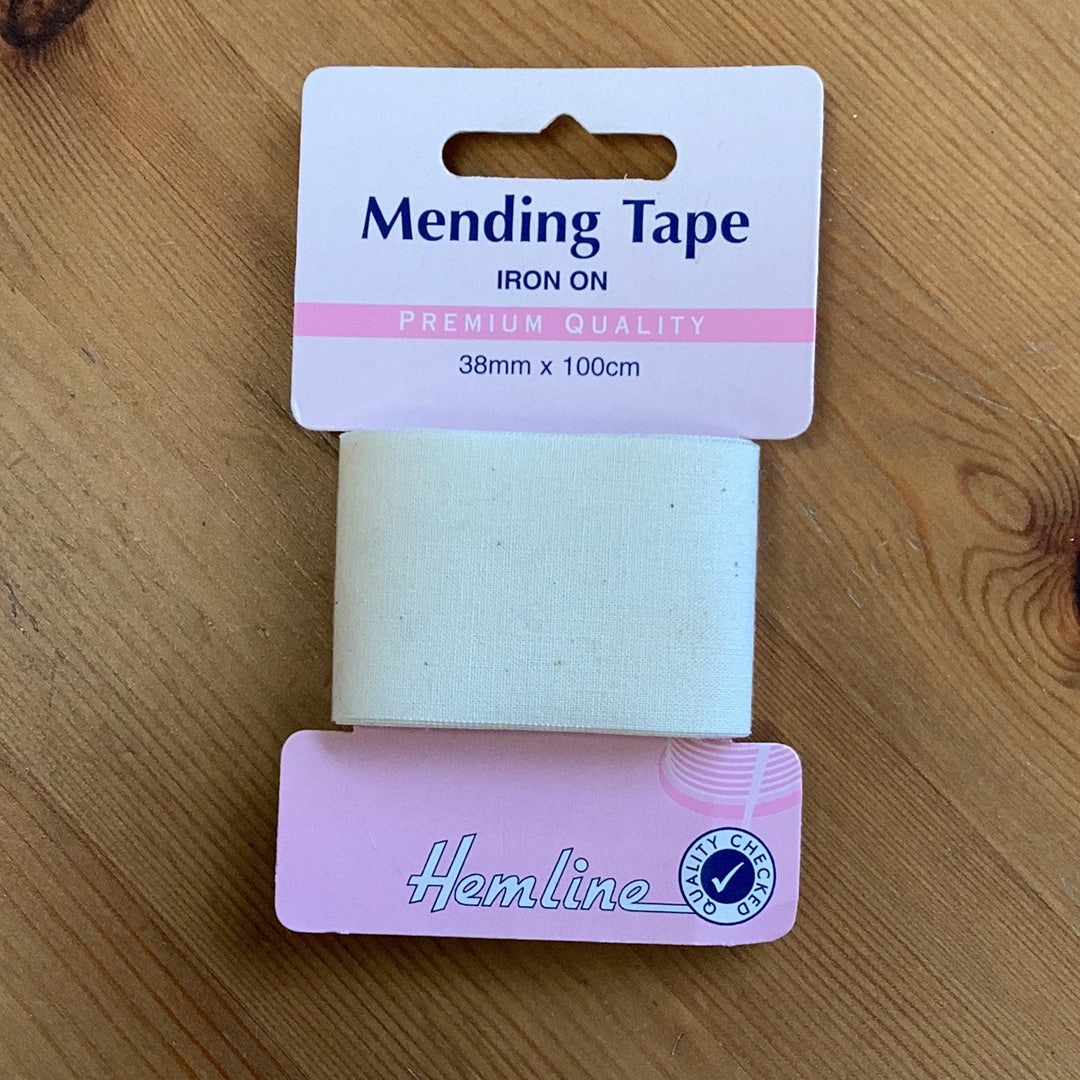 Mending Tape
IRON ON
PREMIUM QUALITY
38mm x 100cm
Hemline
QUALITY CHECKED